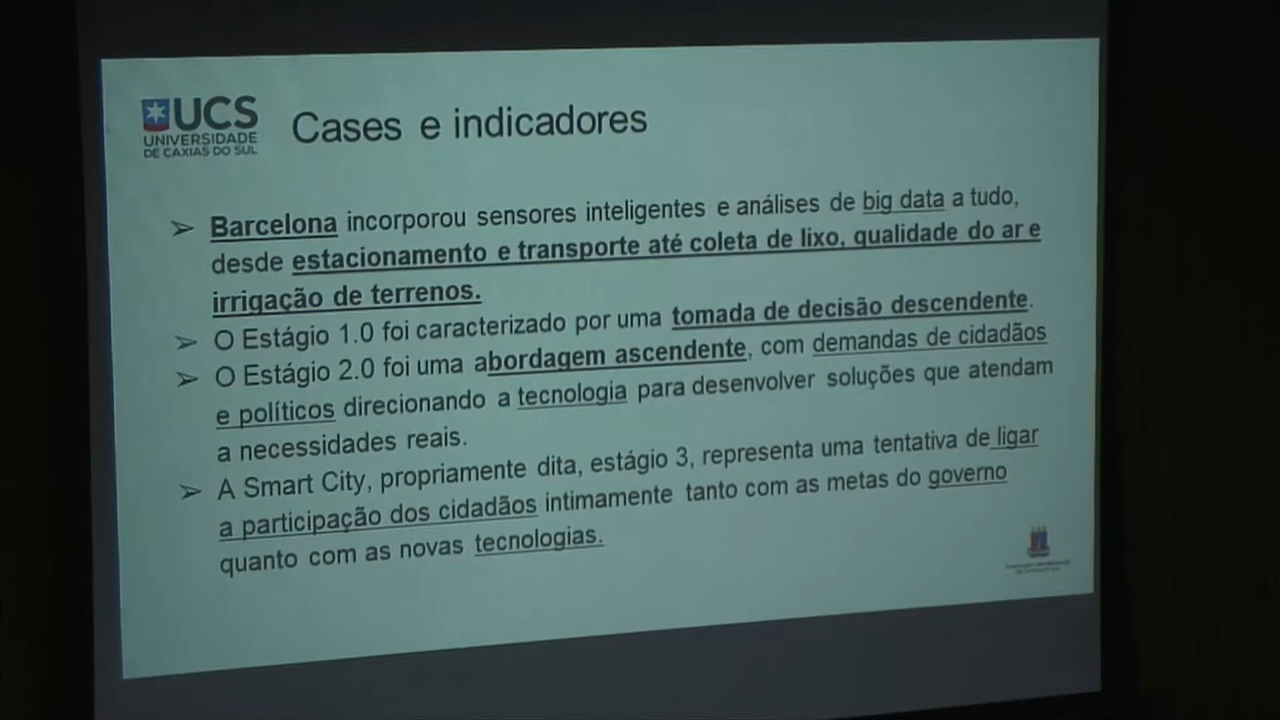 UCS
UNIVERSIDADE
DE CAXIAS DO SUL
Cases e indicadores
➢ Barcelona incorporou sensores inteligentes e análises de big data a tudo,
desde estacionamento e transporte até coleta de lixo, qualidade do ar e
irrigação de terrenos.
➢ O Estágio 1.0 foi caracterizado por uma tomada de decisão descendente.
➢ O Estágio 2.0 foi uma abordagem ascendente, com demandas de cidadãos
e políticos direcionando a tecnologia para desenvolver soluções que atendam
a necessidades reais.
➢ A Smart City, propriamente dita, estágio 3, representa uma tentativa de ligar
a participação dos cidadãos intimamente tanto com as metas do governo
quanto com as novas tecnologias.